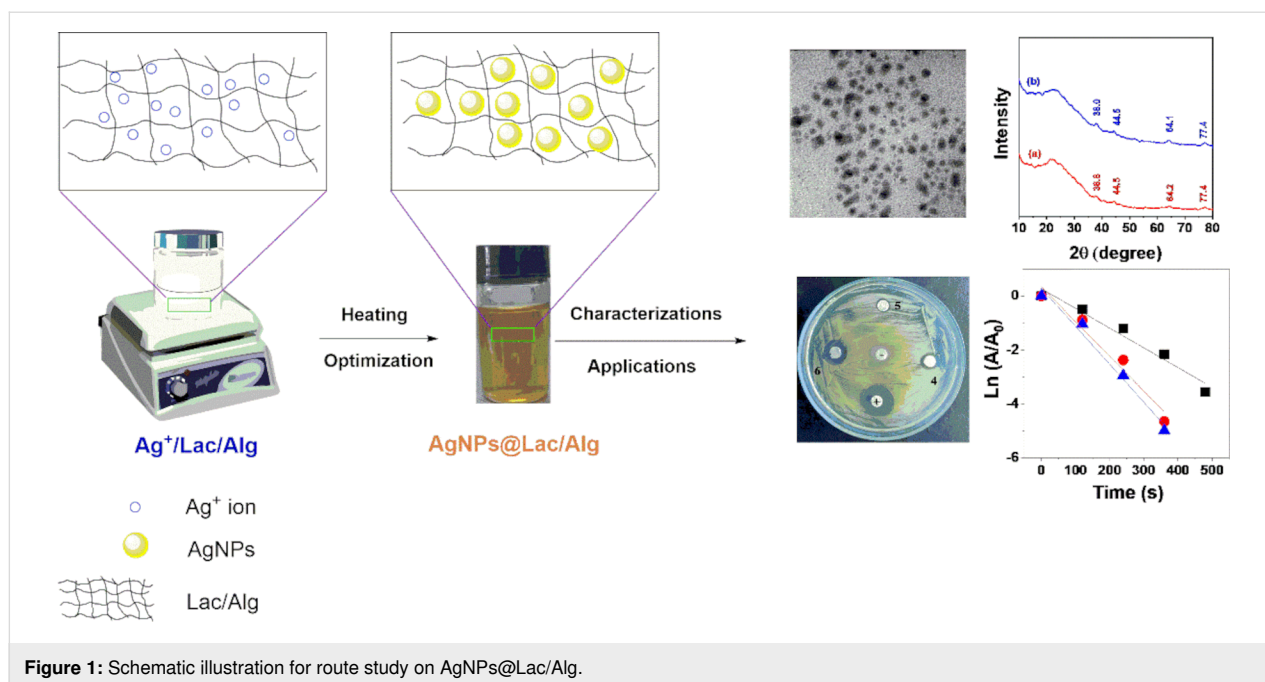 Heating
Optimization
Characterizations
Applications
Ag⁺/Lac/Alg
AgNPs@Lac/Alg
Ag⁺ ion
AgNPs
Lac/Alg
Intensity
(b)
38.0
44.5
64.1
77.4
(a)
38.8
44.5
64.2
77.4
10 20 30 40 50 60 70 80
2θ (degree)
5
6
-
4
+
Ln (A/A₀)
0
-2
-4
-6
0 100 200 300 400 500
Time (s)
Figure 1: Schematic illustration for route study on AgNPs@Lac/Alg.